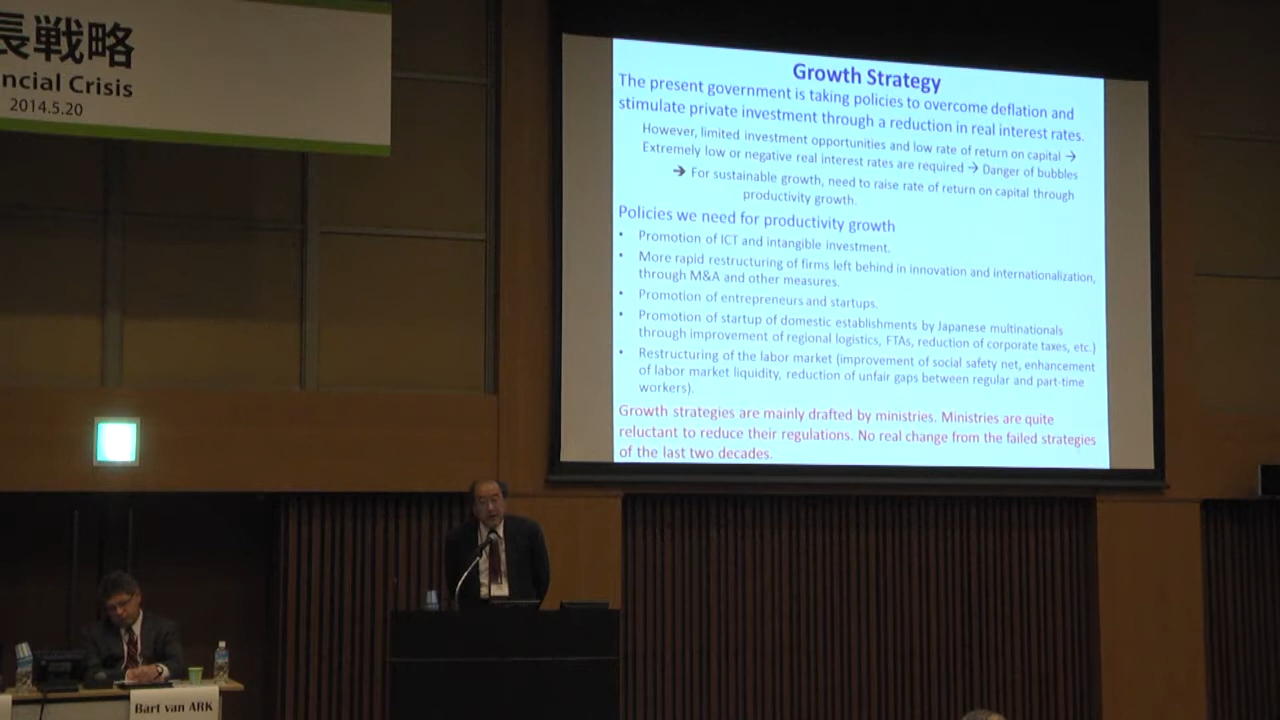 長戦略
ncial Crisis
2014.5.20
Growth Strategy
The present government is taking policies to overcome deflation and
stimulate private investment through a reduction in real interest rates.
However, limited investment opportunities and low rate of return on capital →
Extremely low or negative real interest rates are required → Danger of bubbles
➔ For sustainable growth, need to raise rate of return on capital through
productivity growth.
Policies we need for productivity growth
• Promotion of ICT and intangible investment.
• More rapid restructuring of firms left behind in innovation and internationalization,
through M&A and other measures.
• Promotion of entrepreneurs and startups.
• Promotion of startup of domestic establishments by Japanese multinationals
through improvement of regional logistics, FTAs, reduction of corporate taxes, etc.)
• Restructuring of the labor market (improvement of social safety net, enhancement
of labor market liquidity, reduction of unfair gaps between regular and part-time
workers).
Growth strategies are mainly drafted by ministries. Ministries are quite
reluctant to reduce their regulations. No real change from the failed strategies
of the last two decades.
Bart van ARK